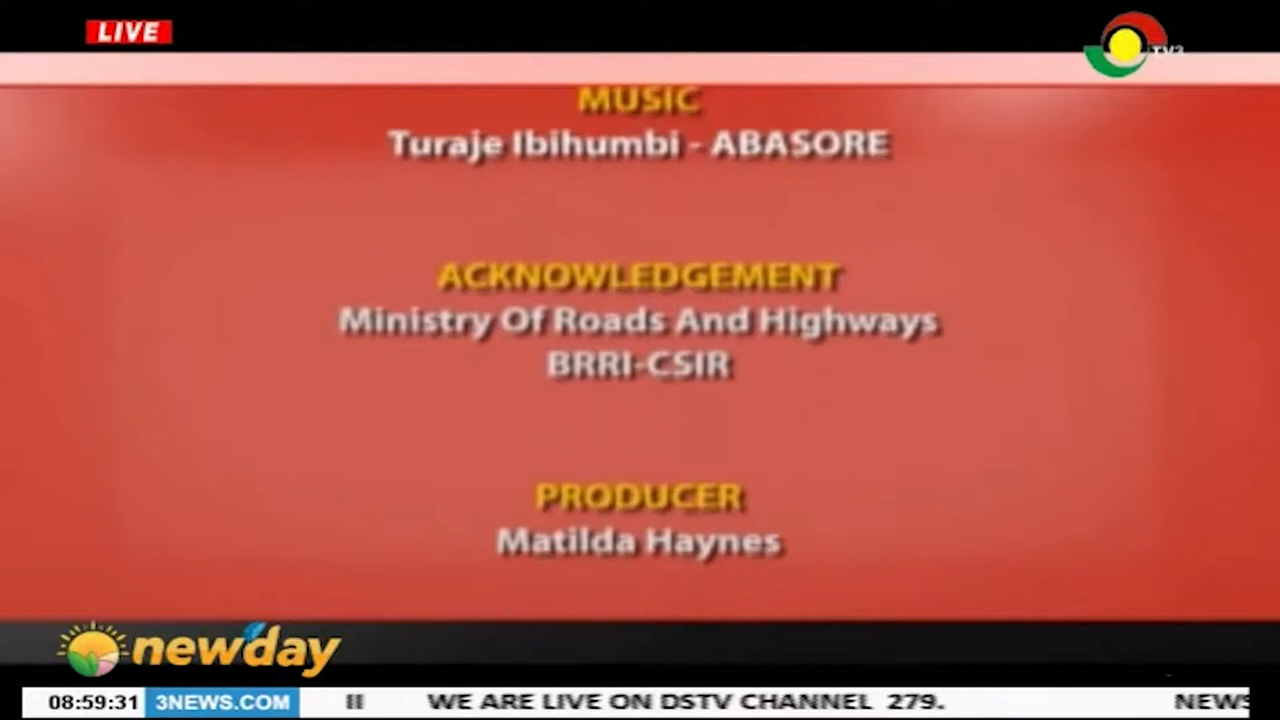 LIVE
TV3
MUSIC
Turaje Ibihumbi - ABASORE
ACKNOWLEDGEMENT
Ministry Of Roads And Highways
BRRI-CSIR
PRODUCER
Matilda Haynes
newday
08:59:31 3NEWS.COM II WE ARE LIVE ON DSTV CHANNEL 279. NEWS